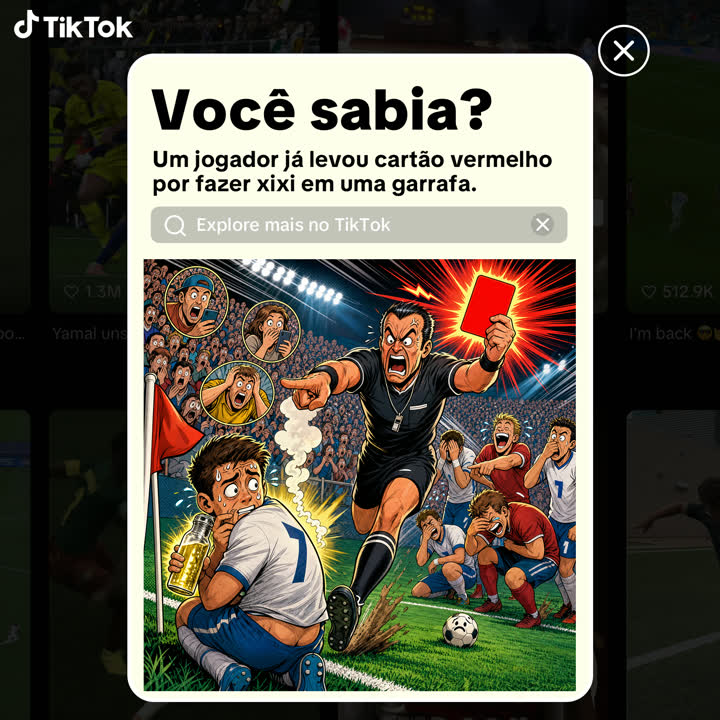 TikTok
Você sabia?
Um jogador já levou cartão vermelho
por fazer xixi em uma garrafa.
Explore mais no TikTok
1.3M
512.9K
Yamal uns
I'm back
7
7
1